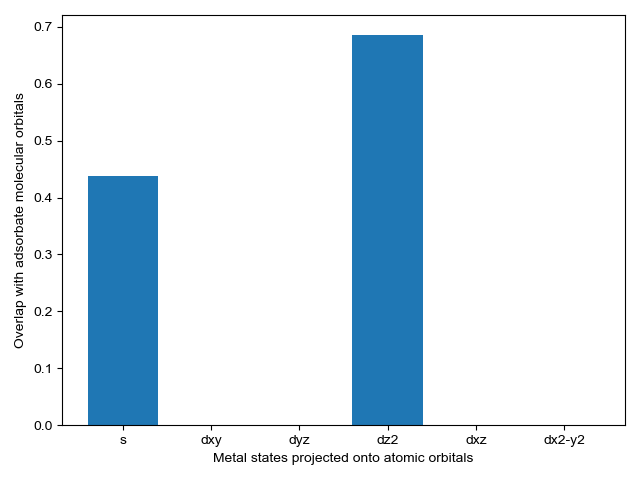 Overlap with adsorbate molecular orbitals
0.7
0.6
0.5
0.4
0.3
0.2
0.1
0.0
s dxy dyz dz2 dxz dx2-y2
Metal states projected onto atomic orbitals